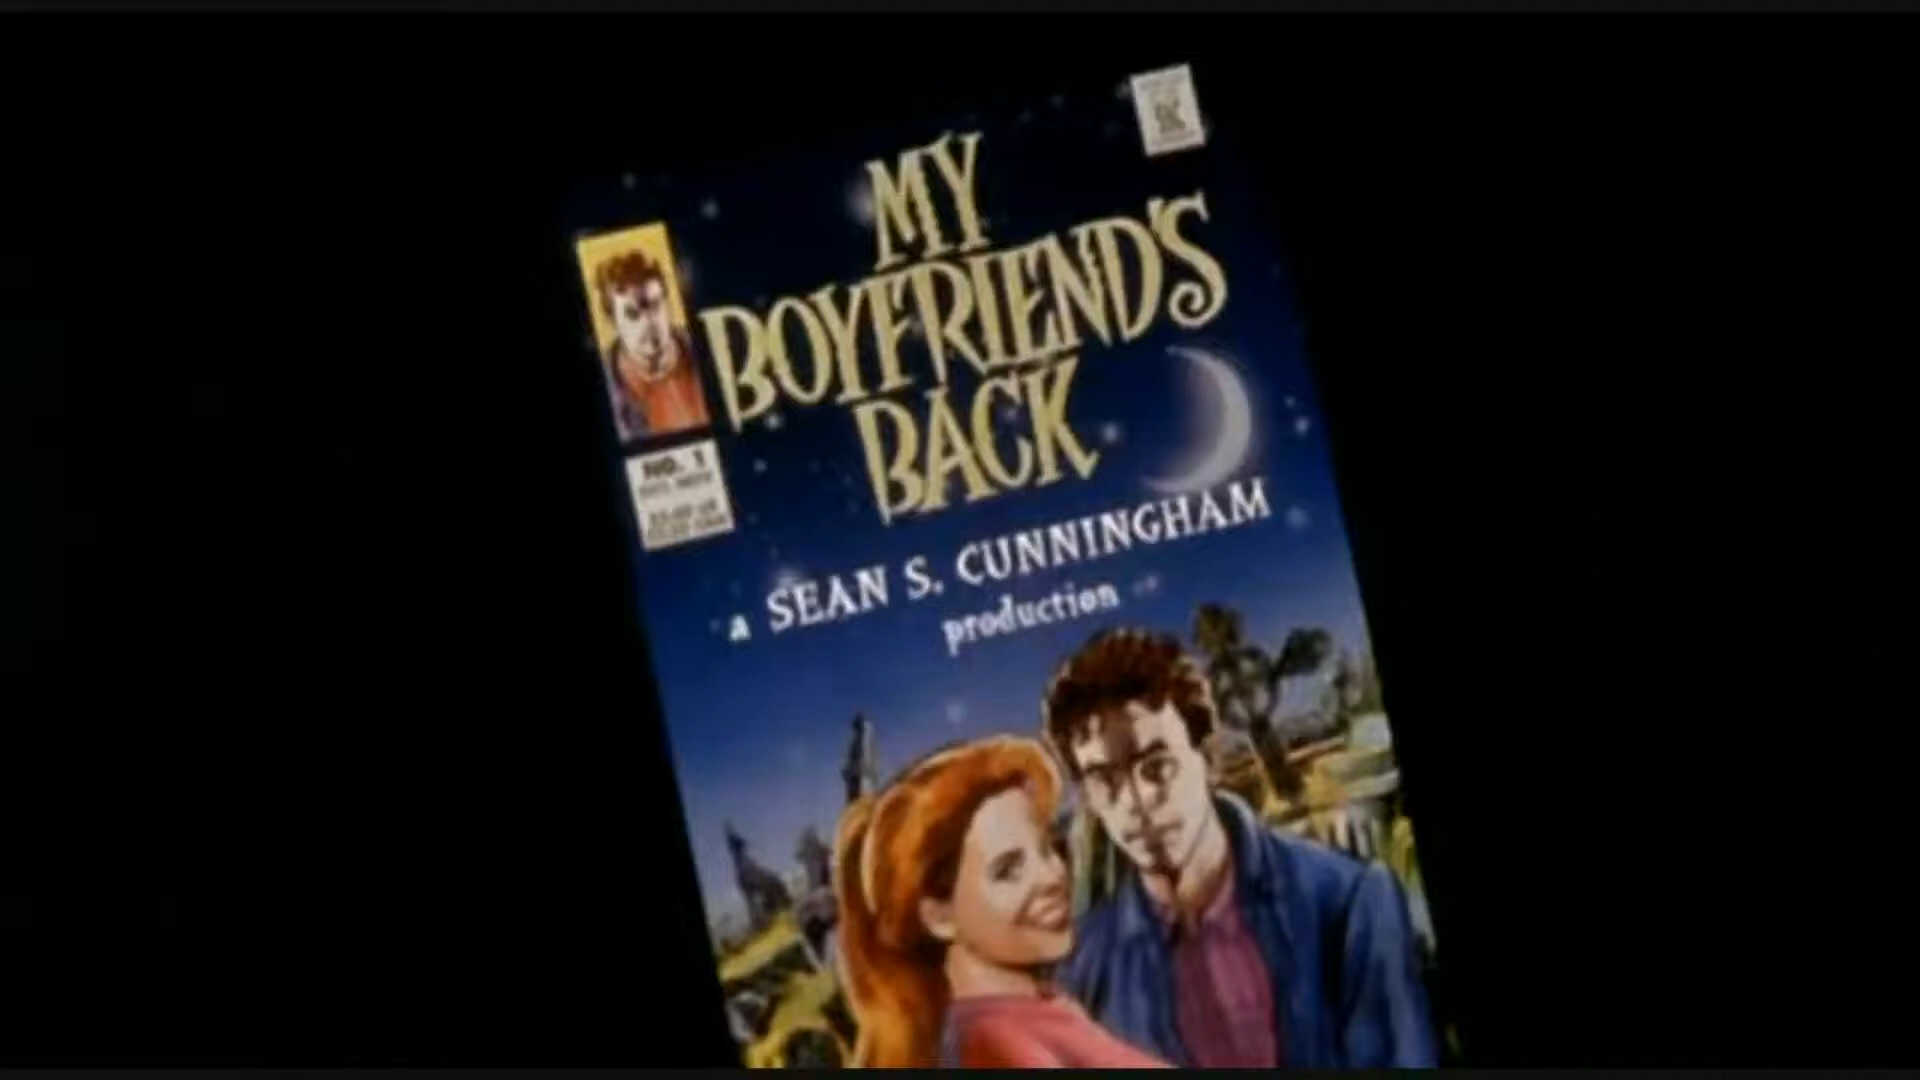 MY
BOYFRIEND'S
BACK
NO. 1
a SEAN S. CUNNINGHAM
production